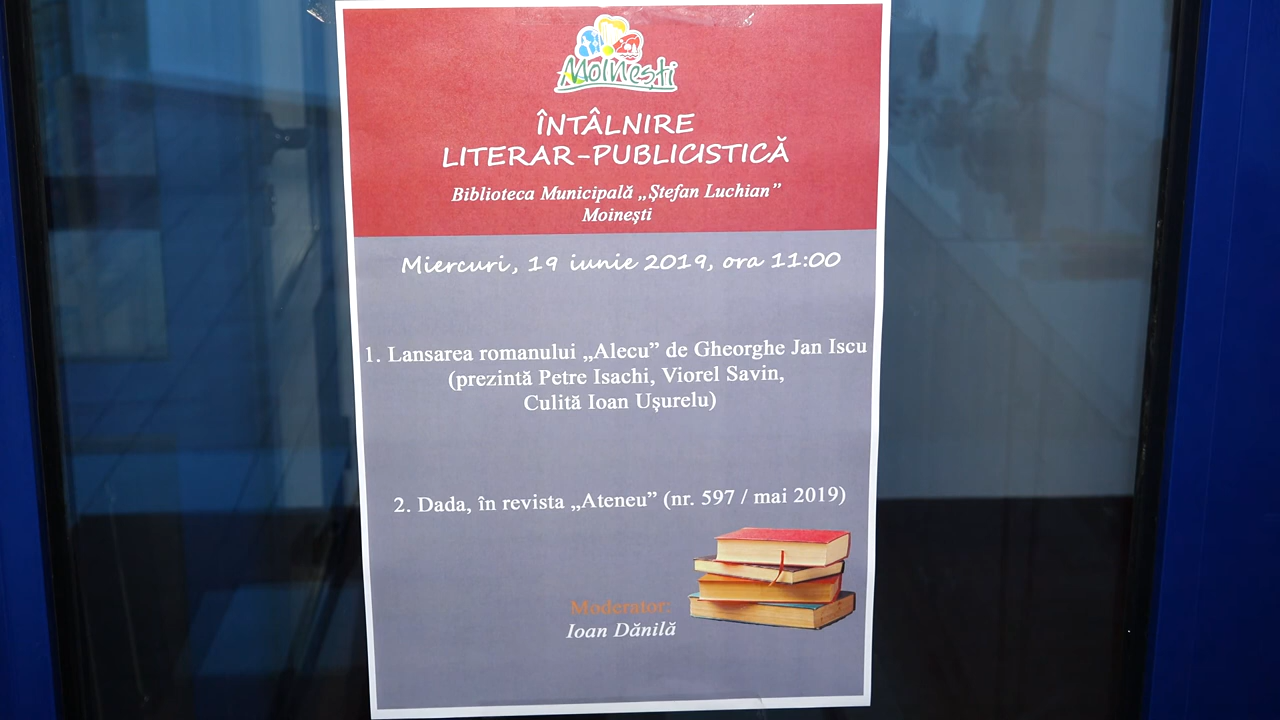 Moinești
ÎNTÂLNIRE
LITERAR-PUBLICISTICĂ
Biblioteca Municipală „Ștefan Luchian”
Moinești
Miercuri, 19 iunie 2019, ora 11:00
1. Lansarea romanului „Alecu” de Gheorghe Jan Iscu
(prezintă Petre Isachi, Viorel Savin,
Culită Ioan Ușurelu)
2. Dada, în revista „Ateneu” (nr. 597 / mai 2019)
Moderator:
Ioan Dănilă